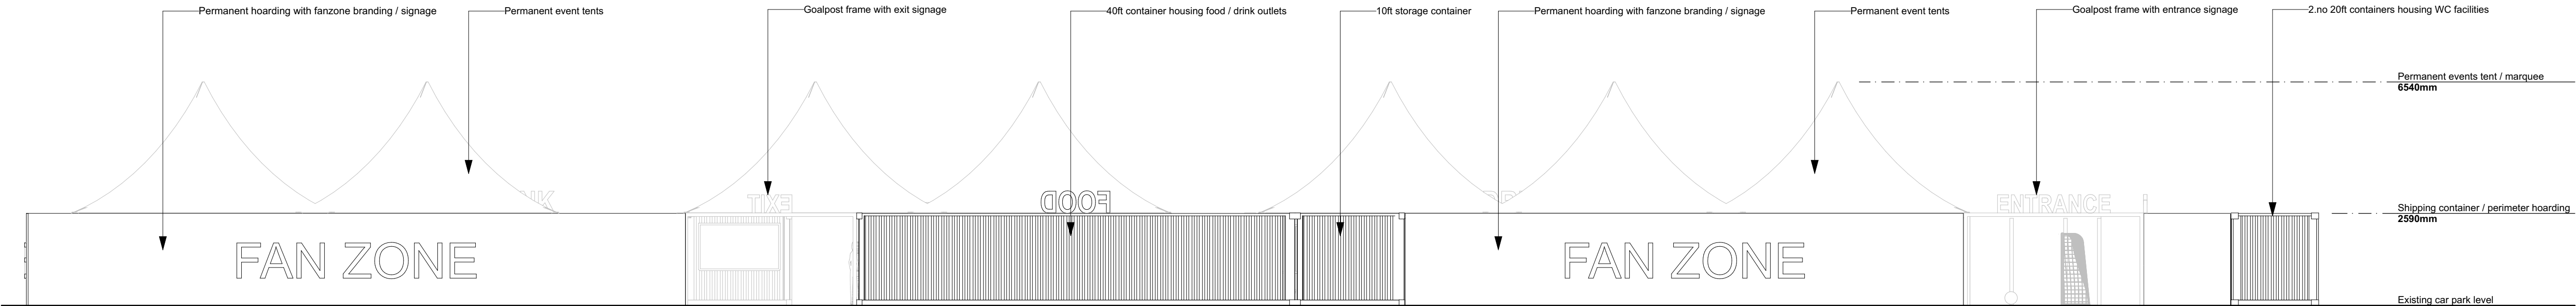 Permanent hoarding with fanzone branding / signage
Permanent event tents
Goalpost frame with exit signage
40ft container housing food / drink outlets
10ft storage container
Permanent hoarding with fanzone branding / signage
Permanent event tents
Goalpost frame with entrance signage
2.no 20ft containers housing WC facilities
Permanent events tent / marquee
6540mm
NK
EXIT
FOOD
ENTRANCE
Shipping container / perimeter hoarding
2590mm
FAN ZONE
FAN ZONE
Existing car park level